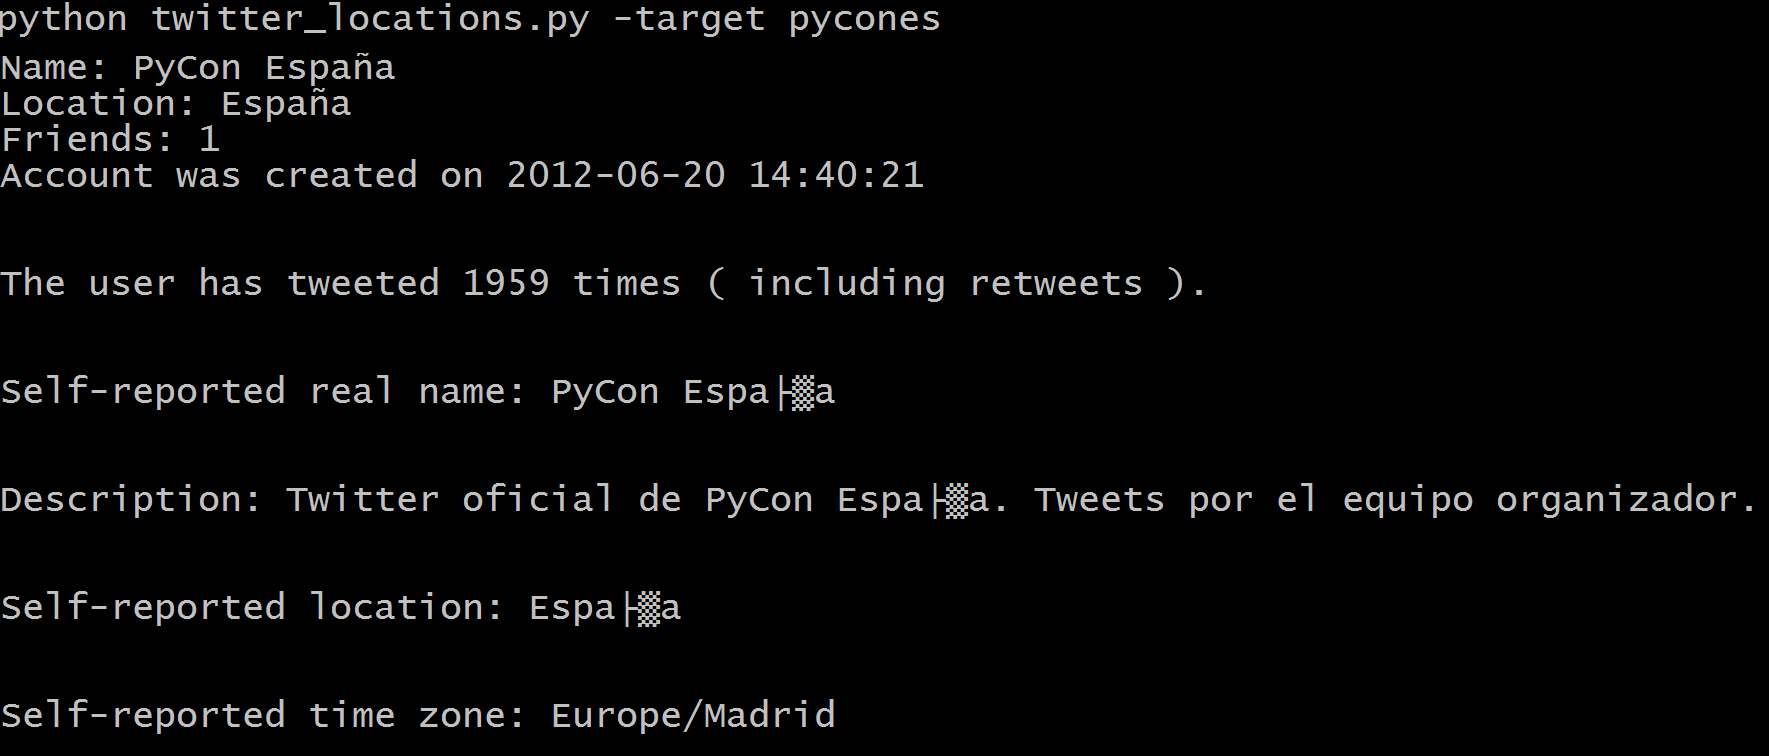 python twitter_locations.py -target pycones
Name: PyCon España
Location: España
Friends: 1
Account was created on 2012-06-20 14:40:21
The user has tweeted 1959 times ( including retweets ).
Self-reported real name: PyCon Espa├▒a
Description: Twitter oficial de PyCon Espa├▒a. Tweets por el equipo organizador.
Self-reported location: Espa├▒a
Self-reported time zone: Europe/Madrid